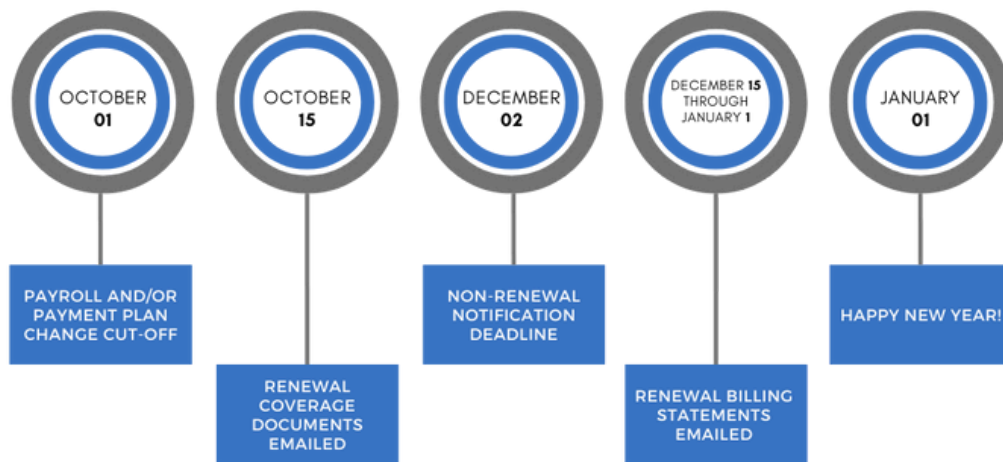 OCTOBER
01
OCTOBER
15
DECEMBER
02
DECEMBER 15
THROUGH
JANUARY 1
JANUARY
01
PAYROLL AND/OR
PAYMENT PLAN
CHANGE CUT-OFF
RENEWAL
COVERAGE
DOCUMENTS
EMAILED
NON-RENEWAL
NOTIFICATION
DEADLINE
RENEWAL BILLING
STATEMENTS
EMAILED
HAPPY NEW YEAR!